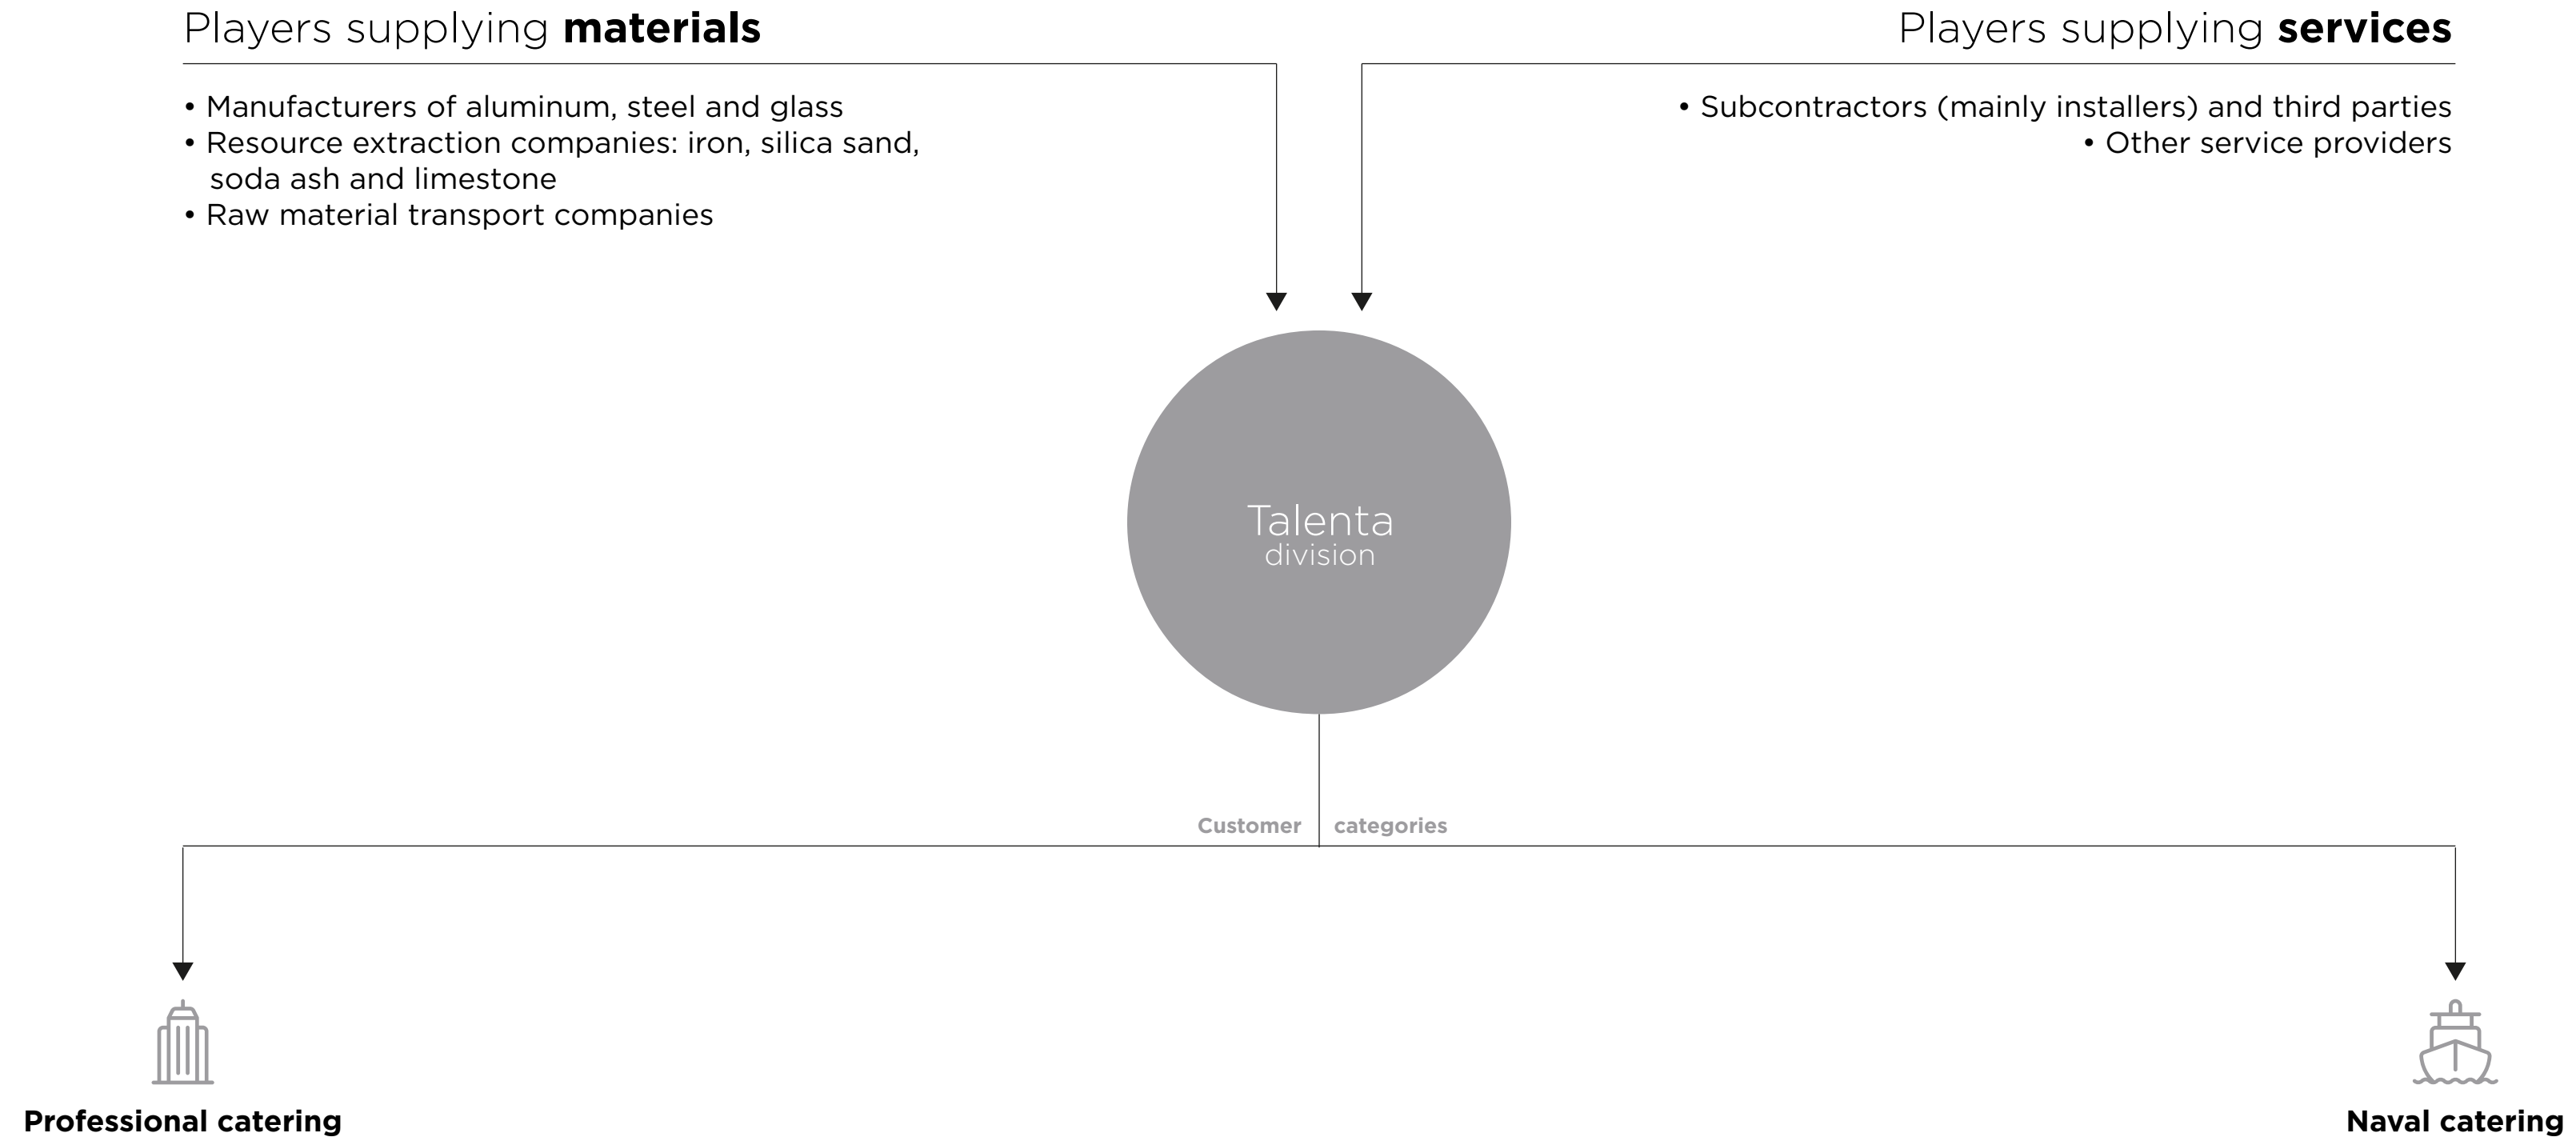 Players supplying materials
• Manufacturers of aluminum, steel and glass
• Resource extraction companies: iron, silica sand,
soda ash and limestone
• Raw material transport companies
Players supplying services
• Subcontractors (mainly installers) and third parties
• Other service providers
Talenta
division
Customer categories
Professional catering
Naval catering